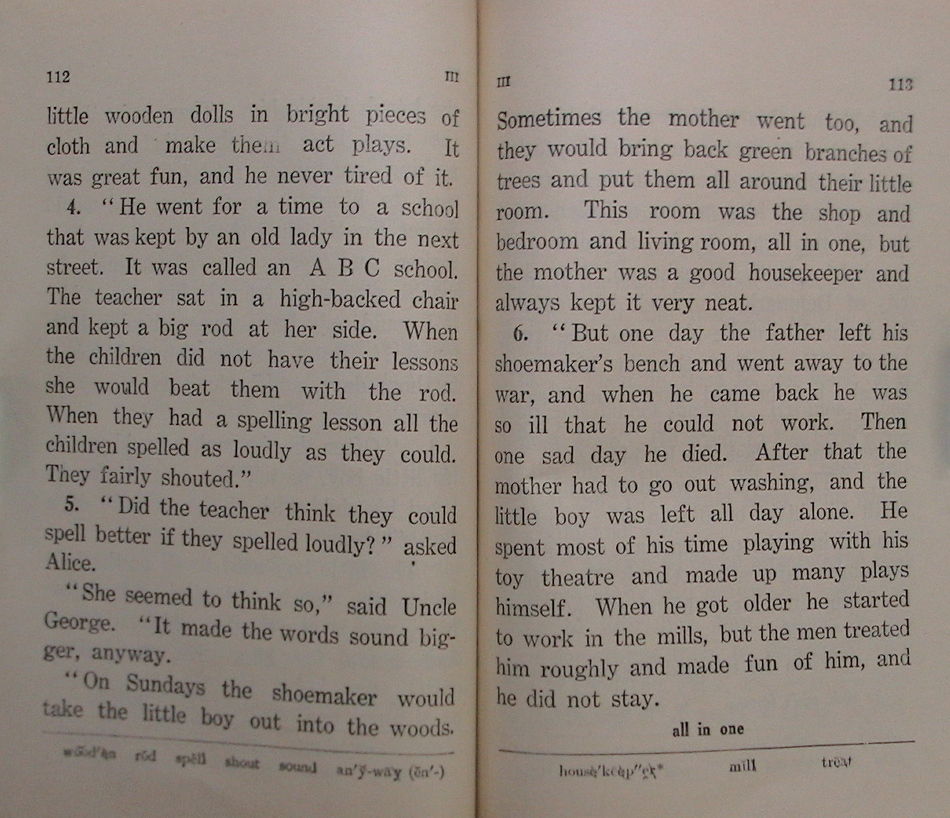 112 III
little wooden dolls in bright pieces of
cloth and make them act plays. It
was great fun, and he never tired of it.
4. “He went for a time to a school
that was kept by an old lady in the next
street. It was called an A B C school.
The teacher sat in a high-backed chair
and kept a big rod at her side. When
the children did not have their lessons
she would beat them with the rod.
When they had a spelling lesson all the
children spelled as loudly as they could.
They fairly shouted.”
5. “Did the teacher think they could
spell better if they spelled loudly?” asked
Alice.
“She seemed to think so,” said Uncle
George. “It made the words sound big-
ger, anyway.
“On Sundays the shoemaker would
take the little boy out into the woods.
wŏŏd'ĕn rŏd spĕll shout sound an'ў-wāy (ĕn'-)
III 113
Sometimes the mother went too, and
they would bring back green branches of
trees and put them all around their little
room. This room was the shop and
bedroom and living room, all in one, but
the mother was a good housekeeper and
always kept it very neat.
6. “But one day the father left his
shoemaker’s bench and went away to the
war, and when he came back he was
so ill that he could not work. Then
one sad day he died. After that the
mother had to go out washing, and the
little boy was left all day alone. He
spent most of his time playing with his
toy theatre and made up many plays
himself. When he got older he started
to work in the mills, but the men treated
him roughly and made fun of him, and
he did not stay.
all in one
mĭll trēat